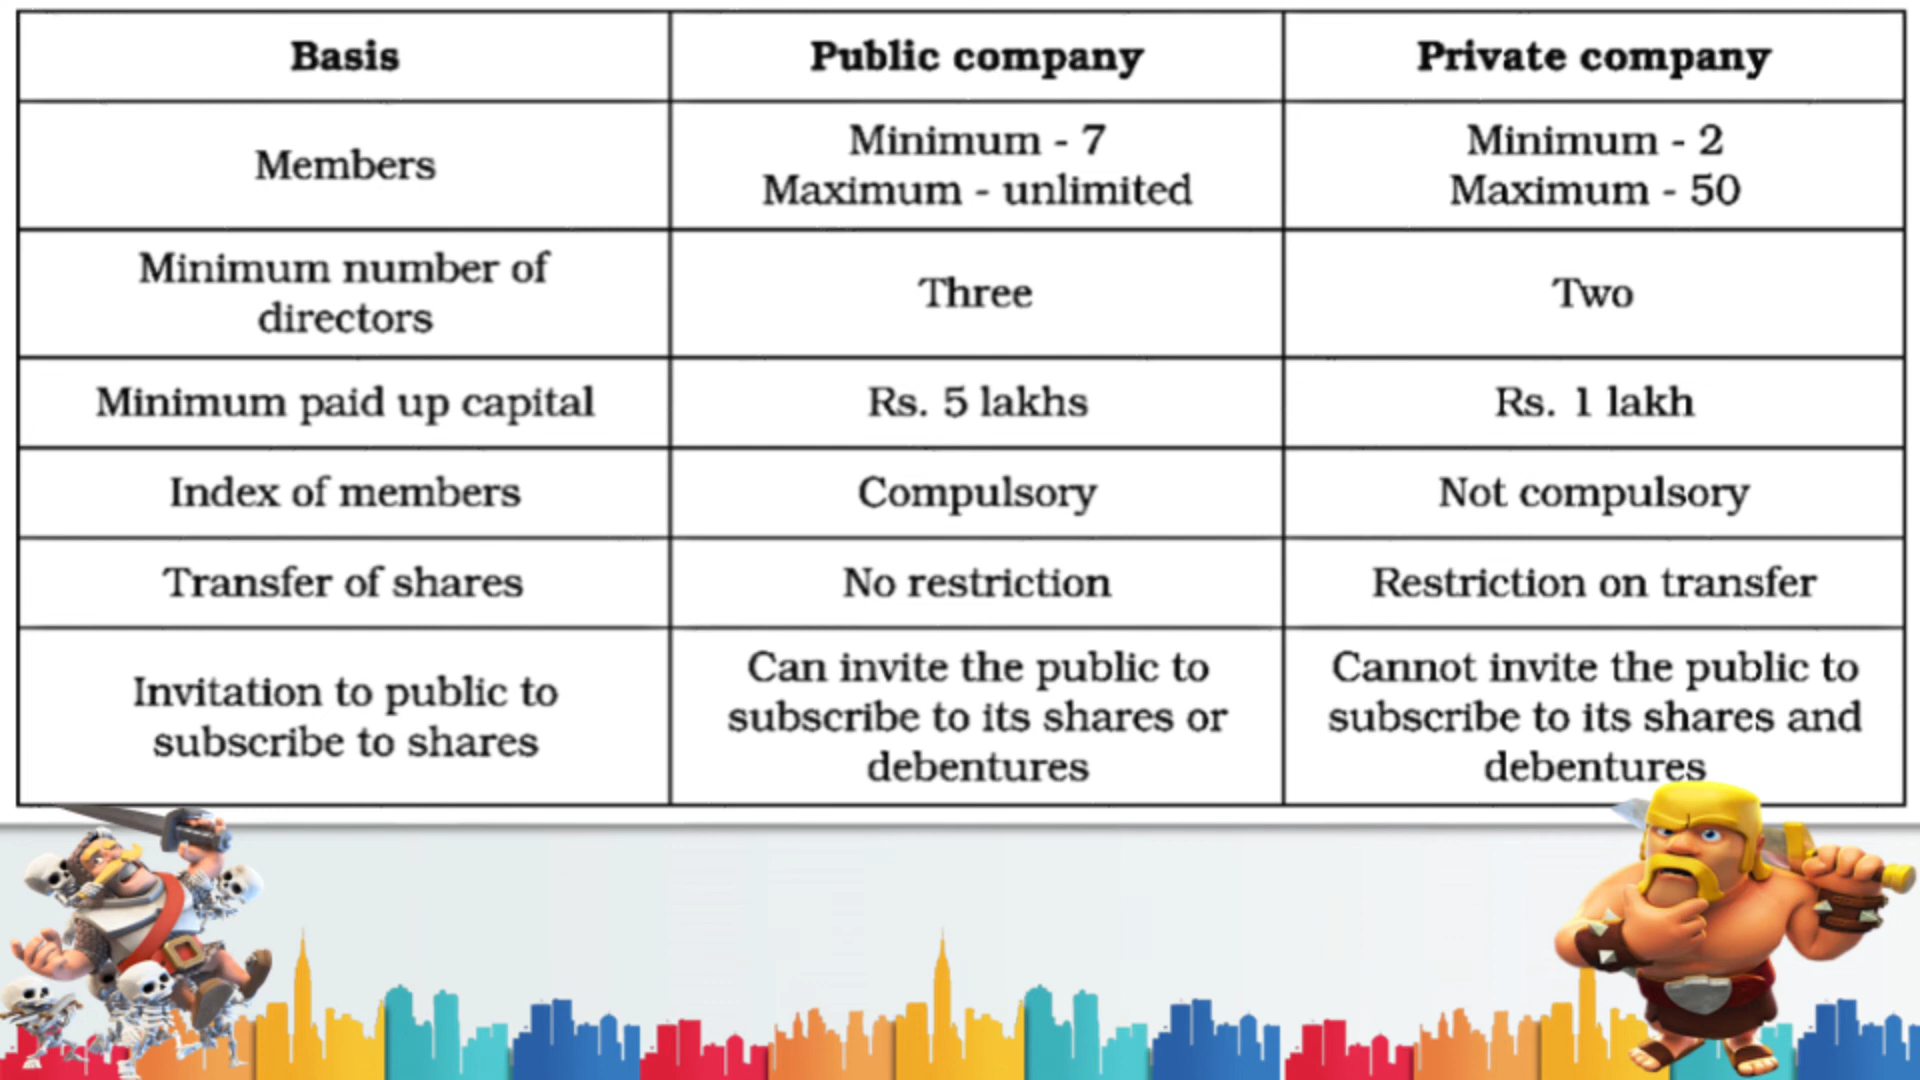 Basis Public company Private company
Members Minimum - 7 Minimum - 2
Maximum - unlimited Maximum - 50
Minimum number of
directors Three Two
Minimum paid up capital Rs. 5 lakhs Rs. 1 lakh
Index of members Compulsory Not compulsory
Transfer of shares No restriction Restriction on transfer
Invitation to public to
subscribe to shares
Can invite the public to
subscribe to its shares or
debentures
Cannot invite the public to
subscribe to its shares and
debentures